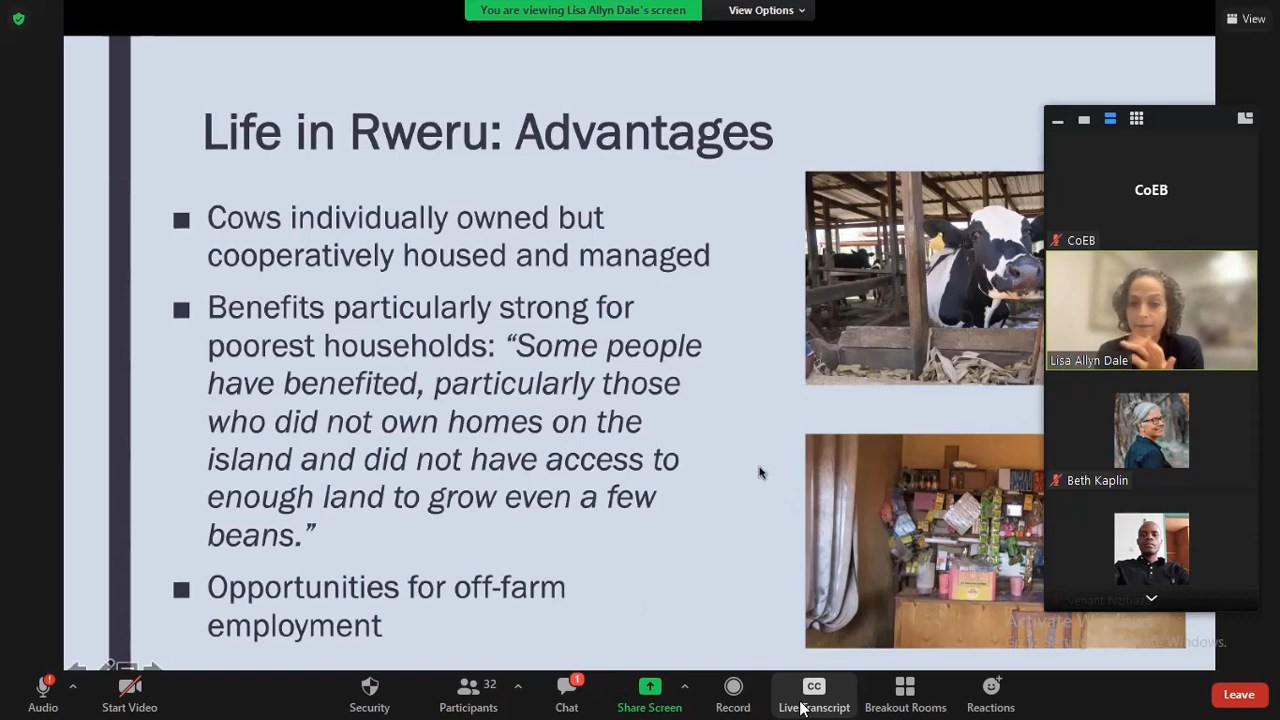 You are viewing Lisa Allyn Dale's screen
View Options
View
Life in Rweru: Advantages
Cows individually owned but
cooperatively housed and managed
Benefits particularly strong for
poorest households: "Some people
have benefited, particularly those
who did not own homes on the
island and did not have access to
enough land to grow even a few
beans."
Opportunities for off-farm
employment
CoEB
CoEB
Lisa Allyn Dale
Beth Kaplin
Activate Windows
Audio
Start Video
Security
32
Participants
1
Chat
Share Screen
Record
CC
Live Transcript
Breakout Rooms
Reactions
Leave